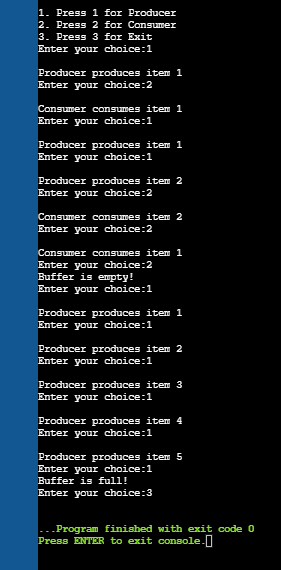 1. Press 1 for Producer
2. Press 2 for Consumer
3. Press 3 for Exit
Enter your choice:1
Producer produces item 1
Enter your choice:2
Consumer consumes item 1
Enter your choice:1
Producer produces item 1
Enter your choice:1
Producer produces item 2
Enter your choice:2
Consumer consumes item 2
Enter your choice:2
Consumer consumes item 1
Enter your choice:2
Buffer is empty!
Enter your choice:1
Producer produces item 1
Enter your choice:1
Producer produces item 2
Enter your choice:1
Producer produces item 3
Enter your choice:1
Producer produces item 4
Enter your choice:1
Producer produces item 5
Enter your choice:1
Buffer is full!
Enter your choice:3
...Program finished with exit code 0
Press ENTER to exit console.